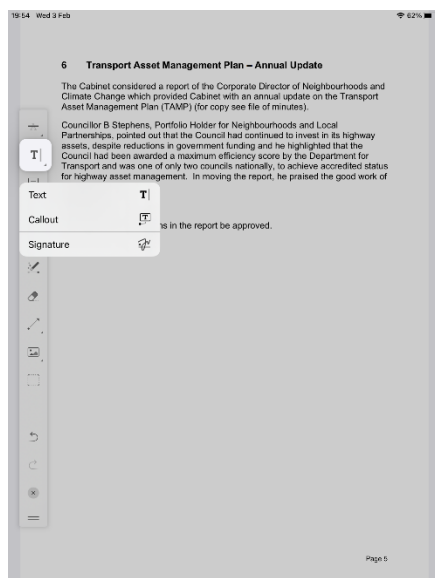 19:54 Wed 3 Feb
62%
6 Transport Asset Management Plan – Annual Update
The Cabinet considered a report of the Corporate Director of Neighbourhoods and
Climate Change which provided Cabinet with an annual update on the Transport
Asset Management Plan (TAMP) (for copy see file of minutes).
Councillor B Stephens, Portfolio Holder for Neighbourhoods and Local
Partnerships, pointed out that the Council had continued to invest in its highway
assets, despite reductions in government funding and he highlighted that the
Council had been awarded a maximum efficiency score by the Department for
Transport and was one of only two councils nationally, to achieve accredited status
for highway asset management. In moving the report, he praised the good work of
T
Text T
Callout T
Signature
in the report be approved.
Page 5